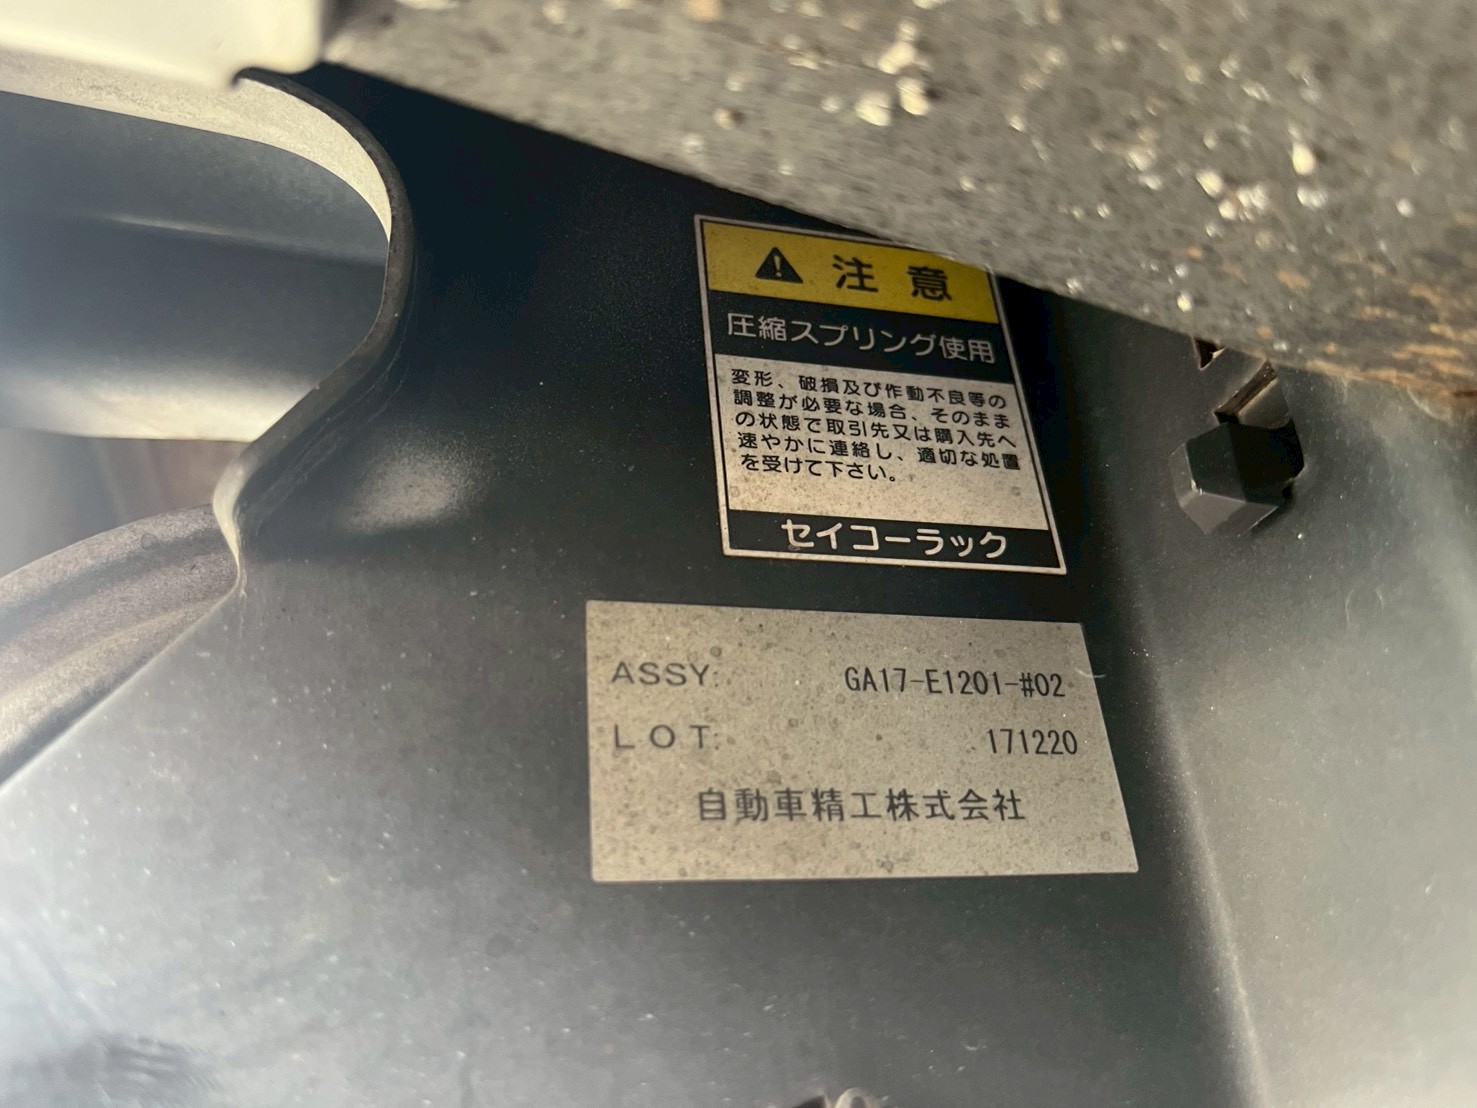 注意
圧縮スプリング使用
変形、破損及び作動不良等の
調整が必要な場合、そのまま
の状態で取引先又は購入先へ
速やかに連絡し、適切な処置
を受けて下さい。
セイコーラック
ASSY: GA17-E1201-#02
LOT: 171220
自動車精工株式会社